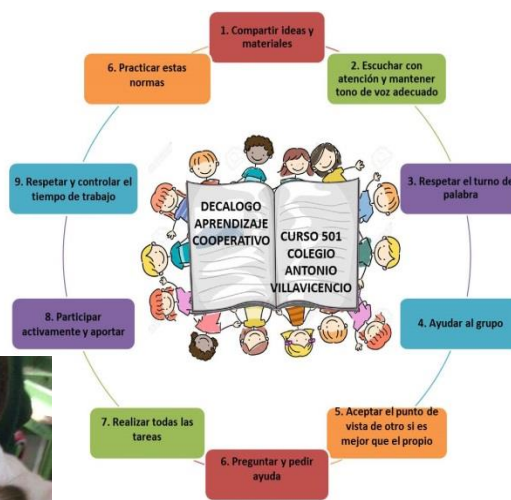 1. Compartir ideas y
materiales
2. Escuchar con
atención y mantener
tono de voz adecuado
3. Respetar el turno de
palabra
4. Ayudar al grupo
5. Aceptar el punto de
vista de otro si es
mejor que el propio
6. Preguntar y pedir
ayuda
7. Realizar todas las
tareas
8. Participar
activamente y aportar
9. Respetar y controlar el
tiempo de trabajo
6. Practicar estas
normas
DECALOGO
APRENDIZAJE
COOPERATIVO
CURSO 501
COLEGIO
ANTONIO
VILLAVICENCIO